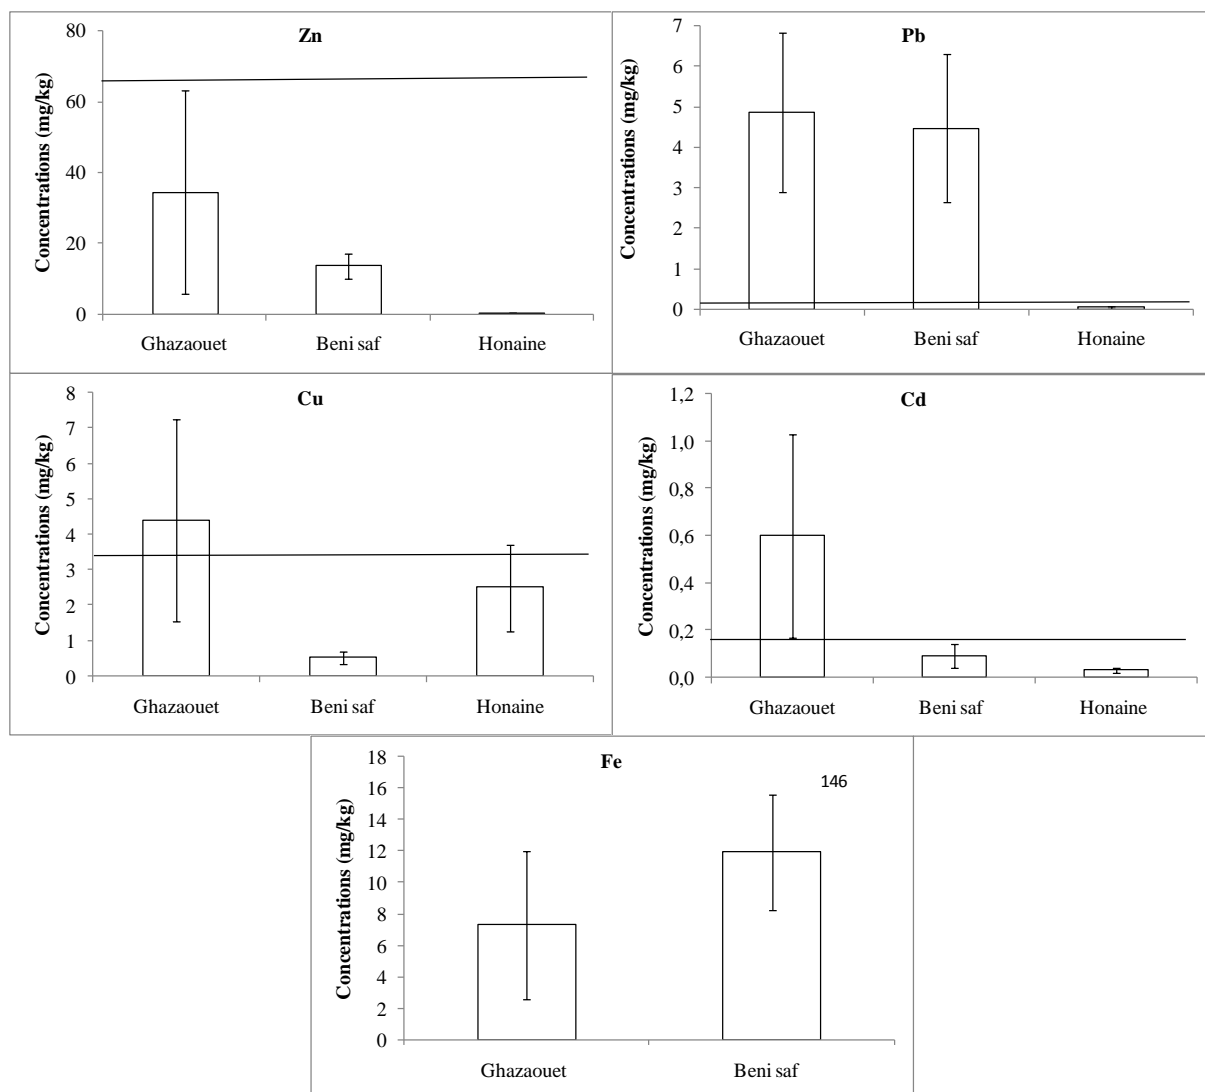 Zn
Concentrations (mg/kg)
80
60
40
20
0
Ghazaouet Beni saf Honaine
Pb
Concentrations (mg/kg)
7
6
5
4
3
2
1
0
Ghazaouet Beni saf Honaine
Cu
Concentrations (mg/kg)
8
7
6
5
4
3
2
1
0
Ghazaouet Beni saf Honaine
Cd
Concentrations (mg/kg)
1,2
1,0
0,8
0,6
0,4
0,2
0,0
Ghazaouet Beni saf Honaine
Fe
146
Concentrations (mg/kg)
18
16
14
12
10
8
6
4
2
0
Ghazaouet Beni saf